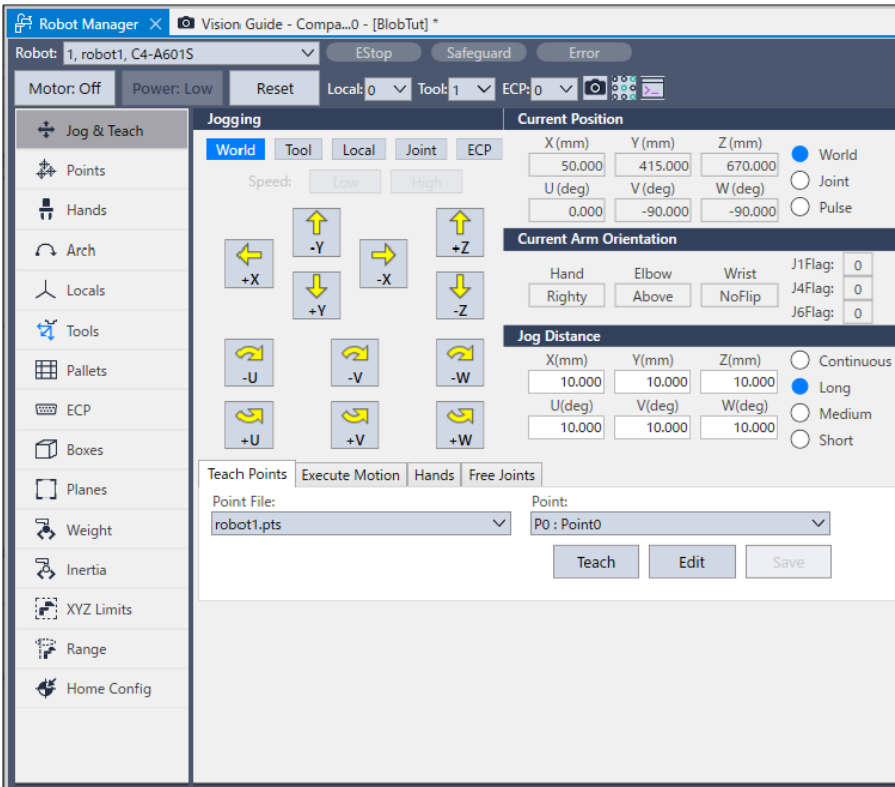 Robot Manager
Vision Guide - Compa...0 - [BlobTut] *
Robot: 1, robot1, C4-A601S EStop Safeguard Error
Motor: Off Power: Low Reset Local: 0 Tool: 1 ECP: 0
Jog & Teach
Points
Hands
Arch
Locals
Tools
Pallets
ECP
Boxes
Planes
Weight
Inertia
XYZ Limits
Range
Home Config
Jogging
World Tool Local Joint ECP
Speed: Low High
-Y
+X
-X
+Y
+Z
-Z
-U -V -W
+U +V +W
Current Position
X (mm) Y (mm) Z (mm)
50.000 415.000 670.000
U (deg) V (deg) W (deg)
0.000 -90.000 -90.000
World
Joint
Pulse
Current Arm Orientation
Hand Elbow Wrist
Righty Above NoFlip
J1Flag: 0
J4Flag: 0
J6Flag: 0
Jog Distance
X(mm) Y(mm) Z(mm)
10.000 10.000 10.000
U(deg) V(deg) W(deg)
10.000 10.000 10.000
Continuous
Long
Medium
Short
Teach Points Execute Motion Hands Free Joints
Point File: Point:
robot1.pts P0 : Point0
Teach Edit Save